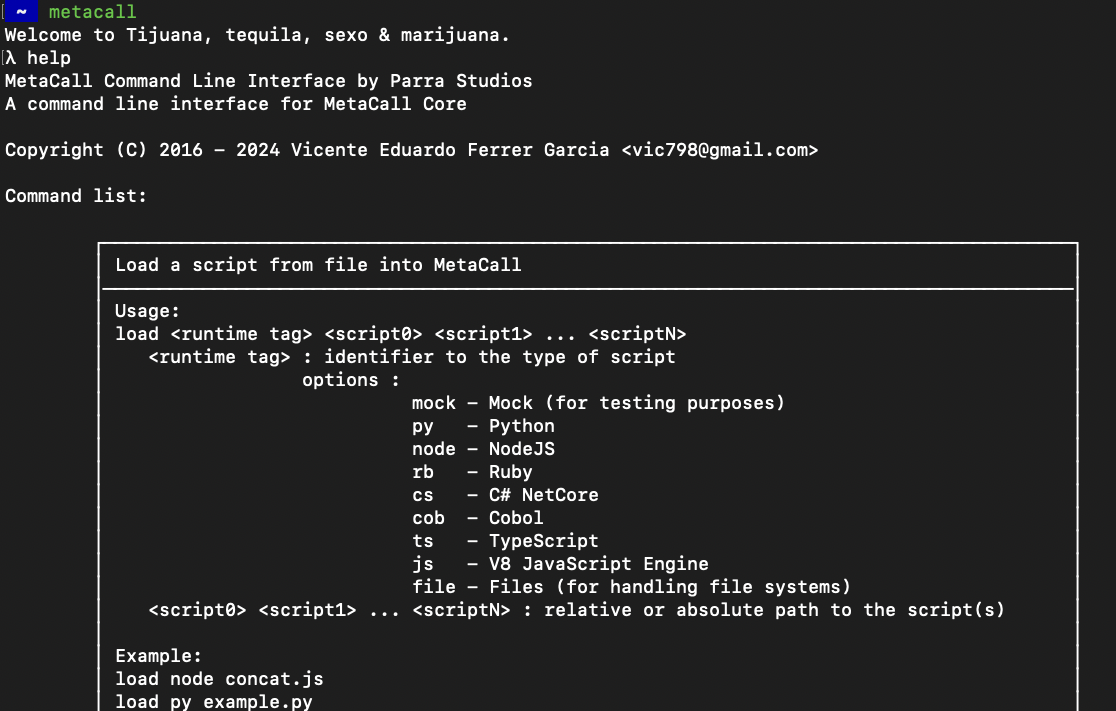 ~ metacall
Welcome to Tijuana, tequila, sexo & marijuana.
λ help
MetaCall Command Line Interface by Parra Studios
A command line interface for MetaCall Core
Copyright (C) 2016 - 2024 Vicente Eduardo Ferrer Garcia <vic798@gmail.com>
Command list:
Load a script from file into MetaCall
Usage:
load <runtime tag> <script0> <script1> ... <scriptN>
<runtime tag> : identifier to the type of script
options :
mock - Mock (for testing purposes)
py - Python
node - NodeJS
rb - Ruby
cs - C# NetCore
cob - Cobol
ts - TypeScript
js - V8 JavaScript Engine
file - Files (for handling file systems)
<script0> <script1> ... <scriptN> : relative or absolute path to the script(s)
Example:
load node concat.js
load py example.py